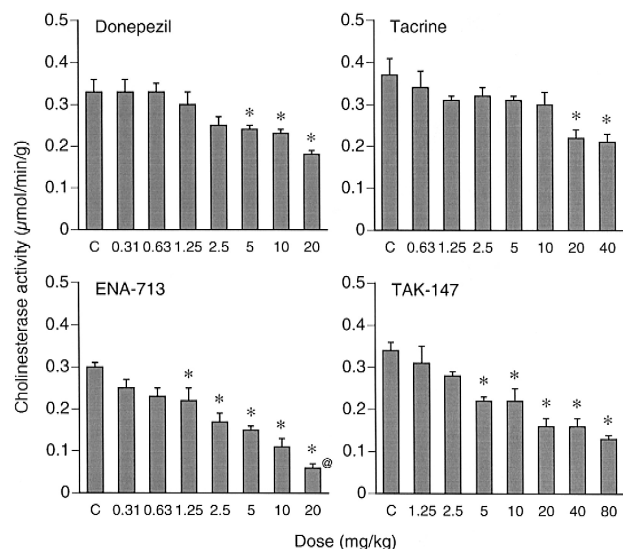 Donepezil
0.5
0.4
0.3
0.2
0.1
0
* * *
C 0.31 0.63 1.25 2.5 5 10 20
Tacrine
0.5
0.4
0.3
0.2
0.1
0
* *
C 0.63 1.25 2.5 5 10 20 40
Cholinesterase activity (µmol/min/g)
ENA-713
0.5
0.4
0.3
0.2
0.1
0
* * * * * @
C 0.31 0.63 1.25 2.5 5 10 20
TAK-147
0.5
0.4
0.3
0.2
0.1
0
* * * * *
C 1.25 2.5 5 10 20 40 80
Dose (mg/kg)